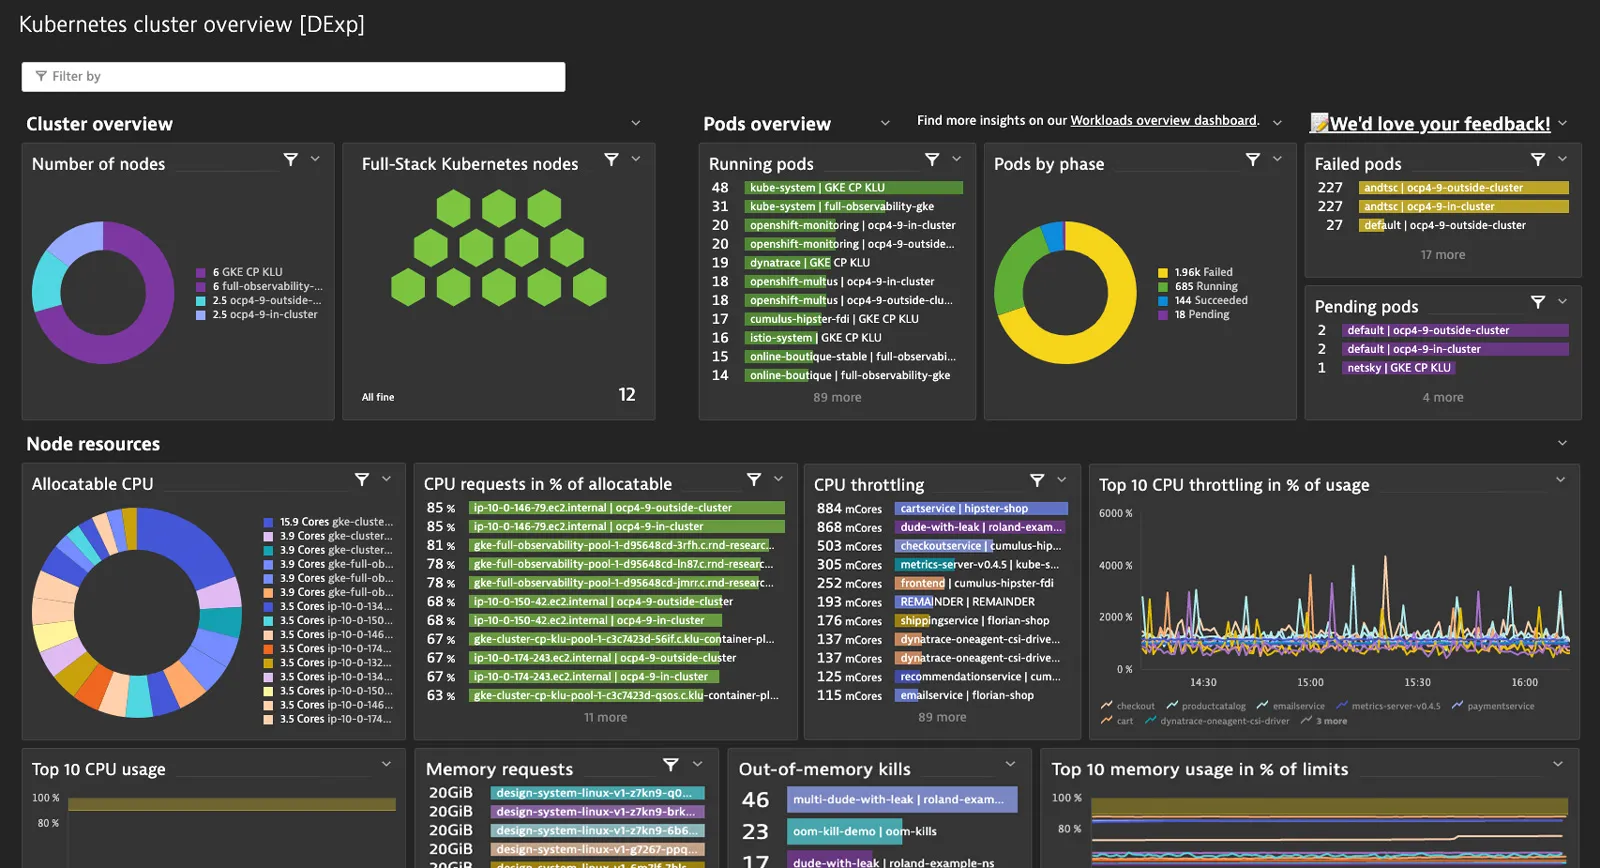 Kubernetes cluster overview [DExp]
Filter by
Cluster overview
Number of nodes
6 GKE CP KLU
6 full-observability-...
2.5 ocp4-9-outside-...
2.5 ocp4-9-in-cluster
Full-Stack Kubernetes nodes
All fine
12
Pods overview
Find more insights on our Workloads overview dashboard.
📝We'd love your feedback!
Running pods
48 kube-system | GKE CP KLU
31 kube-system | full-observability-gke
20 openshift-monitoring | ocp4-9-in-cluster
20 openshift-monitoring | ocp4-9-outside...
19 dynatrace | GKE CP KLU
18 openshift-multus | ocp4-9-in-cluster
18 openshift-multus | ocp4-9-outside-clu...
17 cumulus-hipster-fdi | GKE CP KLU
16 istio-system | GKE CP KLU
15 online-boutique-stable | full-observabi...
14 online-boutique | full-observability-gke
89 more
Pods by phase
1.96k Failed
685 Running
144 Succeeded
18 Pending
Failed pods
227 andtsc | ocp4-9-outside-cluster
227 andtsc | ocp4-9-in-cluster
27 default | ocp4-9-outside-cluster
17 more
Pending pods
2 default | ocp4-9-outside-cluster
2 default | ocp4-9-in-cluster
1 netsky | GKE CP KLU
4 more
Node resources
Allocatable CPU
15.9 Cores gke-cluste...
3.9 Cores gke-cluster...
3.9 Cores gke-cluster...
3.9 Cores gke-full-ob...
3.9 Cores gke-full-ob...
3.9 Cores gke-full-ob...
3.5 Cores ip-10-0-134...
3.5 Cores ip-10-0-150...
3.5 Cores ip-10-0-146...
3.5 Cores ip-10-0-174...
3.5 Cores ip-10-0-132...
3.5 Cores ip-10-0-134...
3.5 Cores ip-10-0-150...
3.5 Cores ip-10-0-146...
3.5 Cores ip-10-0-174...
CPU requests in % of allocatable
85 % ip-10-0-146-79.ec2.internal | ocp4-9-outside-cluster
85 % ip-10-0-146-79.ec2.internal | ocp4-9-in-cluster
81 % gke-full-observability-pool-1-d95648cd-3rfh.c.rnd-researc...
78 % gke-full-observability-pool-1-d95648cd-ln87.c.rnd-researc...
78 % gke-full-observability-pool-1-d95648cd-jmrr.c.rnd-researc...
68 % ip-10-0-150-42.ec2.internal | ocp4-9-outside-cluster
68 % ip-10-0-150-42.ec2.internal | ocp4-9-in-cluster
67 % gke-cluster-cp-klu-pool-1-c3c7423d-56if.c.klu-container-pl...
67 % ip-10-0-174-243.ec2.internal | ocp4-9-outside-cluster
67 % ip-10-0-174-243.ec2.internal | ocp4-9-in-cluster
63 % gke-cluster-cp-klu-pool-1-c3c7423d-qsos.c.klu-container-pl...
11 more
CPU throttling
884 mCores cartservice | hipster-shop
868 mCores dude-with-leak | roland-exam...
503 mCores checkoutservice | cumulus-hip...
305 mCores metrics-server-v0.4.5 | kube-s...
252 mCores frontend | cumulus-hipster-fdi
193 mCores REMAINDER | REMAINDER
176 mCores shippingservice | florian-shop
137 mCores dynatrace-oneagent-csi-drive...
137 mCores dynatrace-oneagent-csi-drive...
125 mCores recommendationservice | cum...
115 mCores emailservice | florian-shop
89 more
Top 10 CPU throttling in % of usage
6000 %
4000 %
2000 %
0 %
14:30 15:00 15:30 16:00
checkout productcatalog emailservice metrics-server-v0.4.5 paymentservice
cart dynatrace-oneagent-csi-driver 3 more
Top 10 CPU usage
100 %
80 %
Memory requests
20GiB design-system-linux-v1-z7kn9-q0...
20GiB design-system-linux-v1-z7kn9-brk...
20GiB design-system-linux-v1-z7kn9-6b6...
20GiB design-system-linux-v1-g7267-ppq...
20GiB design-system-linux-v1-6m7lf-7hls...
Out-of-memory kills
46 multi-dude-with-leak | roland-exam...
23 oom-kill-demo | oom-kills
17 dude-with-leak | roland-example-ns
Top 10 memory usage in % of limits
100 %
80 %